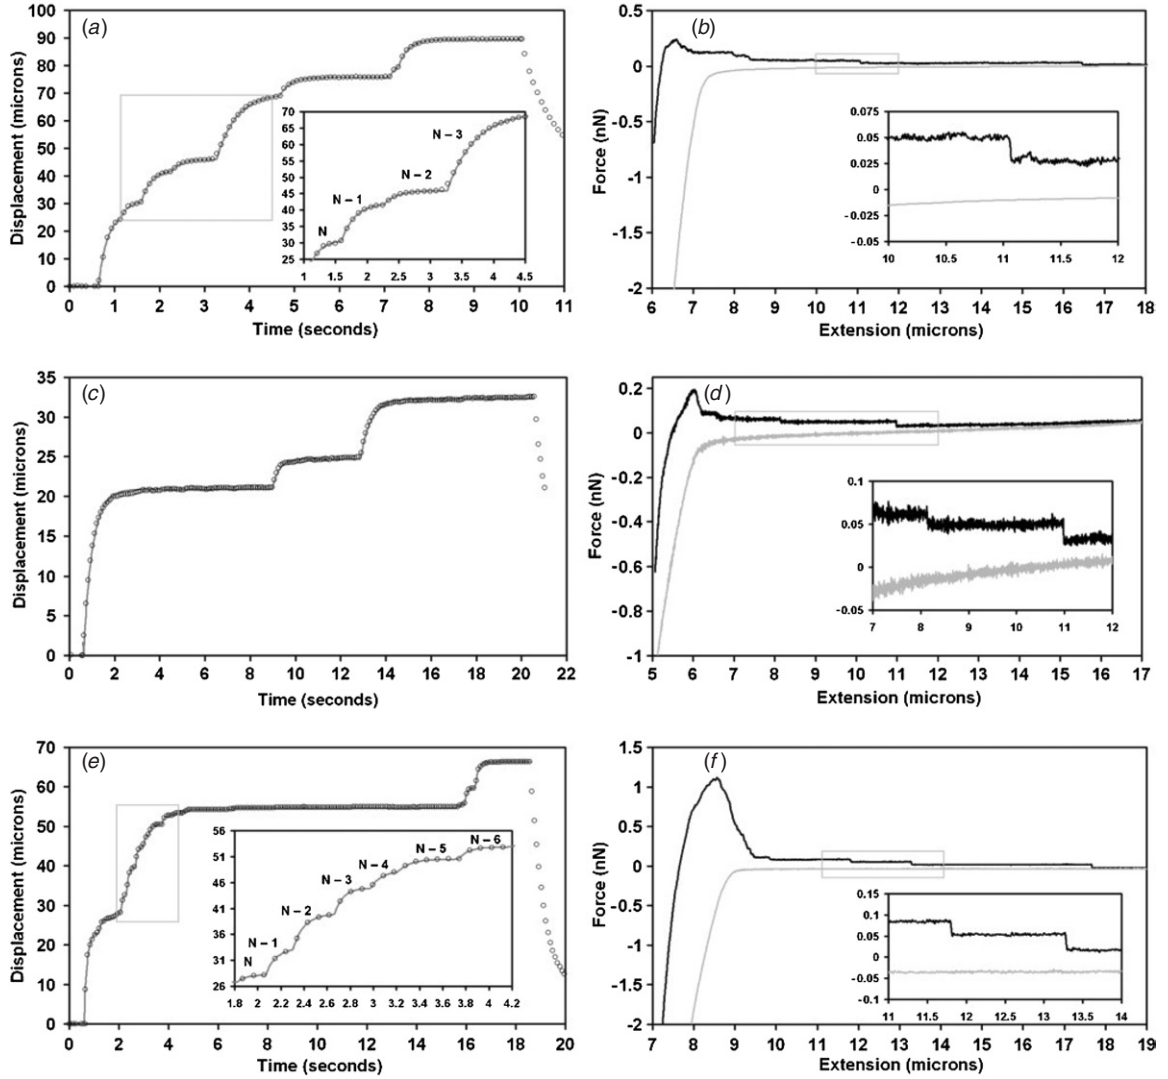 (a)
Displacement (microns)
100
90
80
70
60
50
40
30
20
10
0
0 1 2 3 4 5 6 7 8 9 10 11
Time (seconds)
70
65
60
55
50
45
40
35
30
25
1 1.5 2 2.5 3 3.5 4 4.5
N
N – 1
N – 2
N – 3
(b)
Force (nN)
0.5
0
-0.5
-1
-1.5
-2
6 7 8 9 10 11 12 13 14 15 16 17 18
Extension (microns)
0.075
0.05
0.025
0
-0.025
-0.05
10 10.5 11 11.5 12
(c)
Displacement (microns)
35
30
25
20
15
10
5
0
0 2 4 6 8 10 12 14 16 18 20 22
Time (seconds)
(d)
Force (nN)
0.2
0
-0.2
-0.4
-0.6
-0.8
-1
5 6 7 8 9 10 11 12 13 14 15 16 17
Extension (microns)
0.1
0.05
0
-0.05
7 8 9 10 11 12
(e)
Displacement (microns)
70
60
50
40
30
20
10
0
0 2 4 6 8 10 12 14 16 18 20
Time (seconds)
56
51
46
41
36
31
26
1.8 2 2.2 2.4 2.6 2.8 3 3.2 3.4 3.6 3.8 4 4.2
N
N – 1
N – 2
N – 3
N – 4
N – 5
N – 6
(f)
Force (nN)
1.5
1
0.5
0
-0.5
-1
-1.5
-2
7 8 9 10 11 12 13 14 15 16 17 18 19
Extension (microns)
0.15
0.1
0.05
0
-0.05
-0.1
11 11.5 12 12.5 13 13.5 14